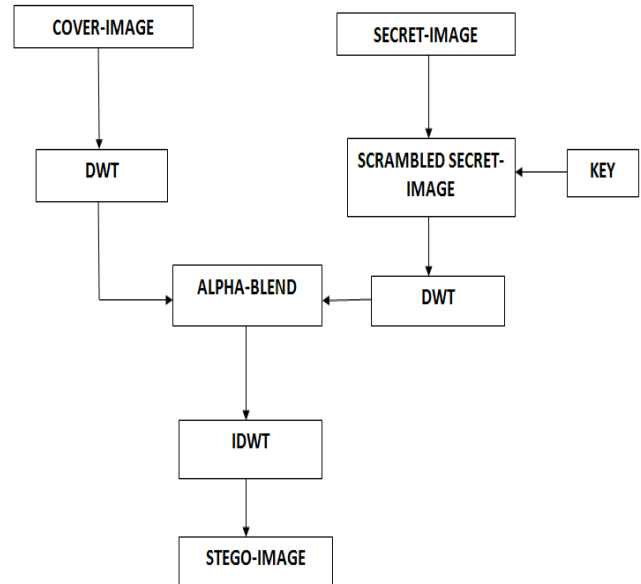 COVER-IMAGE
SECRET-IMAGE
DWT
SCRAMBLED SECRET-
IMAGE
KEY
ALPHA-BLEND
DWT
IDWT
STEGO-IMAGE